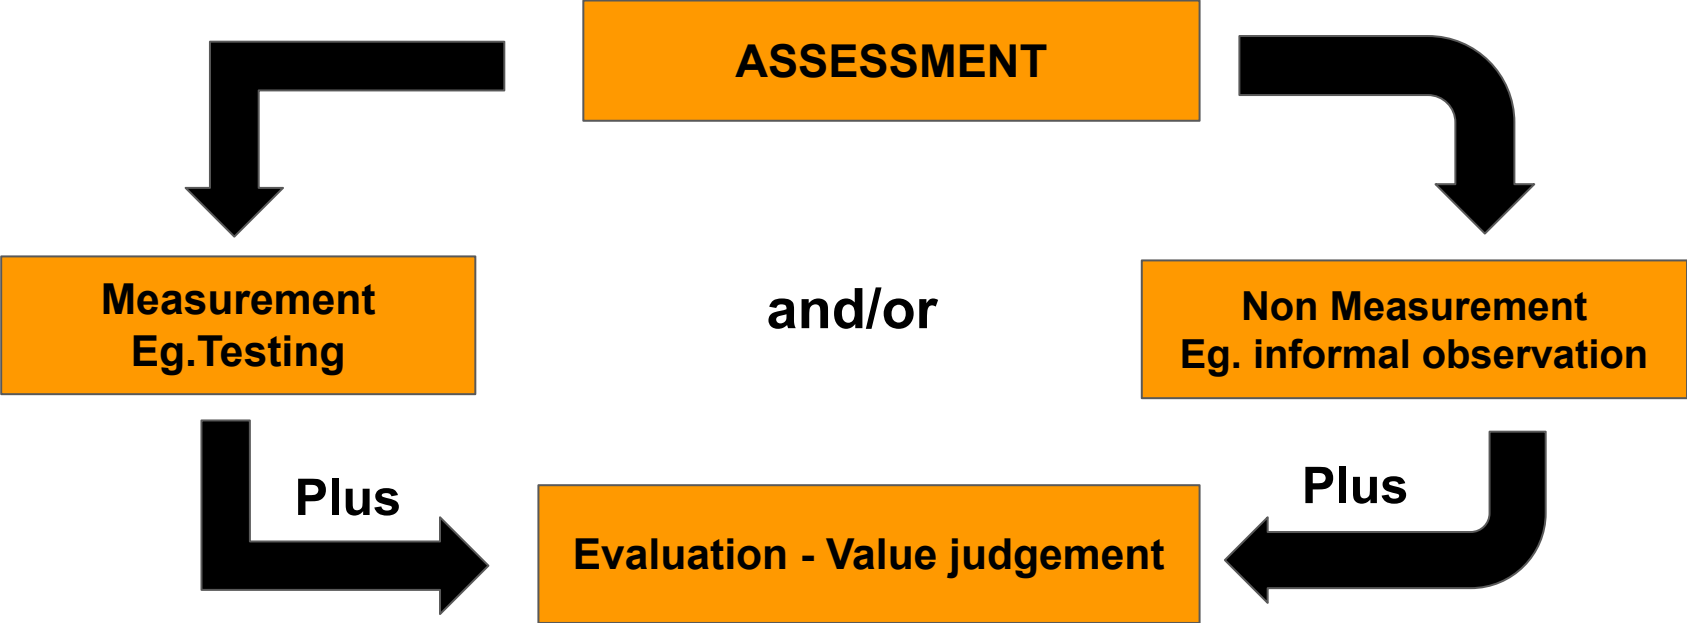 ASSESSMENT
Measurement
Eg.Testing
and/or
Non Measurement
Eg. informal observation
Plus
Plus
Evaluation - Value judgement